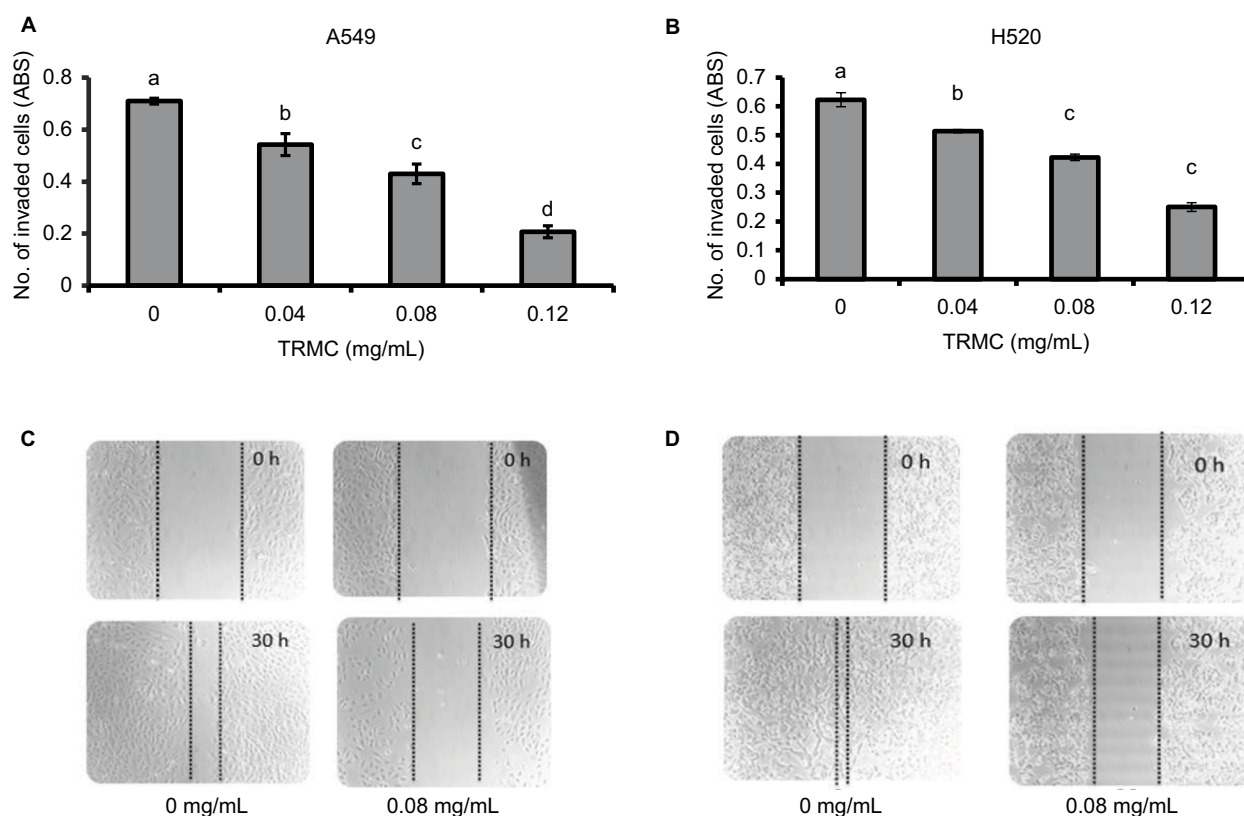 A
A549
No. of invaded cells (ABS)
0.8
0.6
0.4
0.2
0
a
b
c
d
0 0.04 0.08 0.12
TRMC (mg/mL)
B
H520
No. of invaded cells (ABS)
0.7
0.6
0.5
0.4
0.3
0.2
0.1
0
a
b
c
c
0 0.04 0.08 0.12
TRMC (mg/mL)
C
0 h
0 h
30 h
30 h
0 mg/mL 0.08 mg/mL
D
0 h
0 h
30 h
30 h
0 mg/mL 0.08 mg/mL